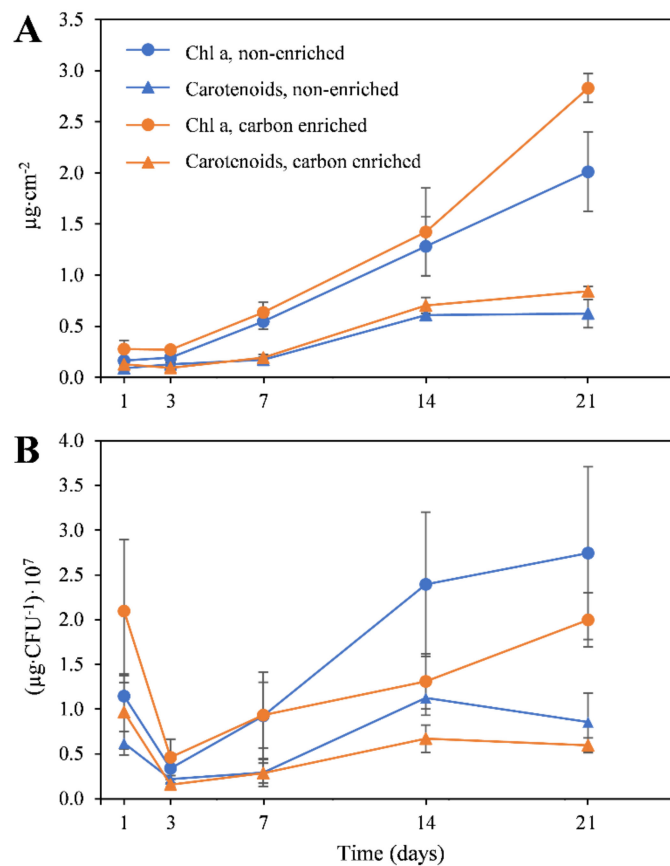 A
3.5
3.0
2.5
2.0
1.5
1.0
0.5
0.0
µg·cm⁻²
Chl a, non-enriched
Carotenoids, non-enriched
Chl a, carbon enriched
Carotenoids, carbon enriched
1 3 7 14 21
B
4.0
3.5
3.0
2.5
2.0
1.5
1.0
0.5
0.0
(µg·CFU⁻¹)·10⁷
1 3 7 14 21
Time (days)